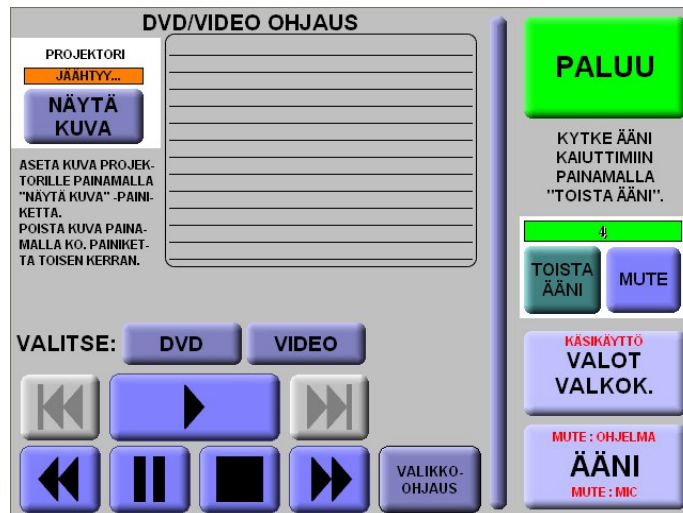 DVD/VIDEO OHJAUS
PROJEKTORI
JÄÄHTYY...
NÄYTÄ
KUVA
ASETA KUVA PROJEK-
TORILLE PAINAMALLA
"NÄYTÄ KUVA" -PAINI-
KETTA.
POISTA KUVA PAINA-
MALLA KO. PAINIKET-
TA TOISEN KERRAN.
VALITSE:
DVD
VIDEO
VALIKKO-
OHJAUS
PALUU
KYTKE ÄÄNI
KAIUTTIMIIN
PAINAMALLA
"TOISTA ÄÄNI".
4
TOISTA
ÄÄNI
MUTE
KÄSIKÄYTTÖ
VALOT
VALKOK.
MUTE : OHJELMA
ÄÄNI
MUTE : MIC